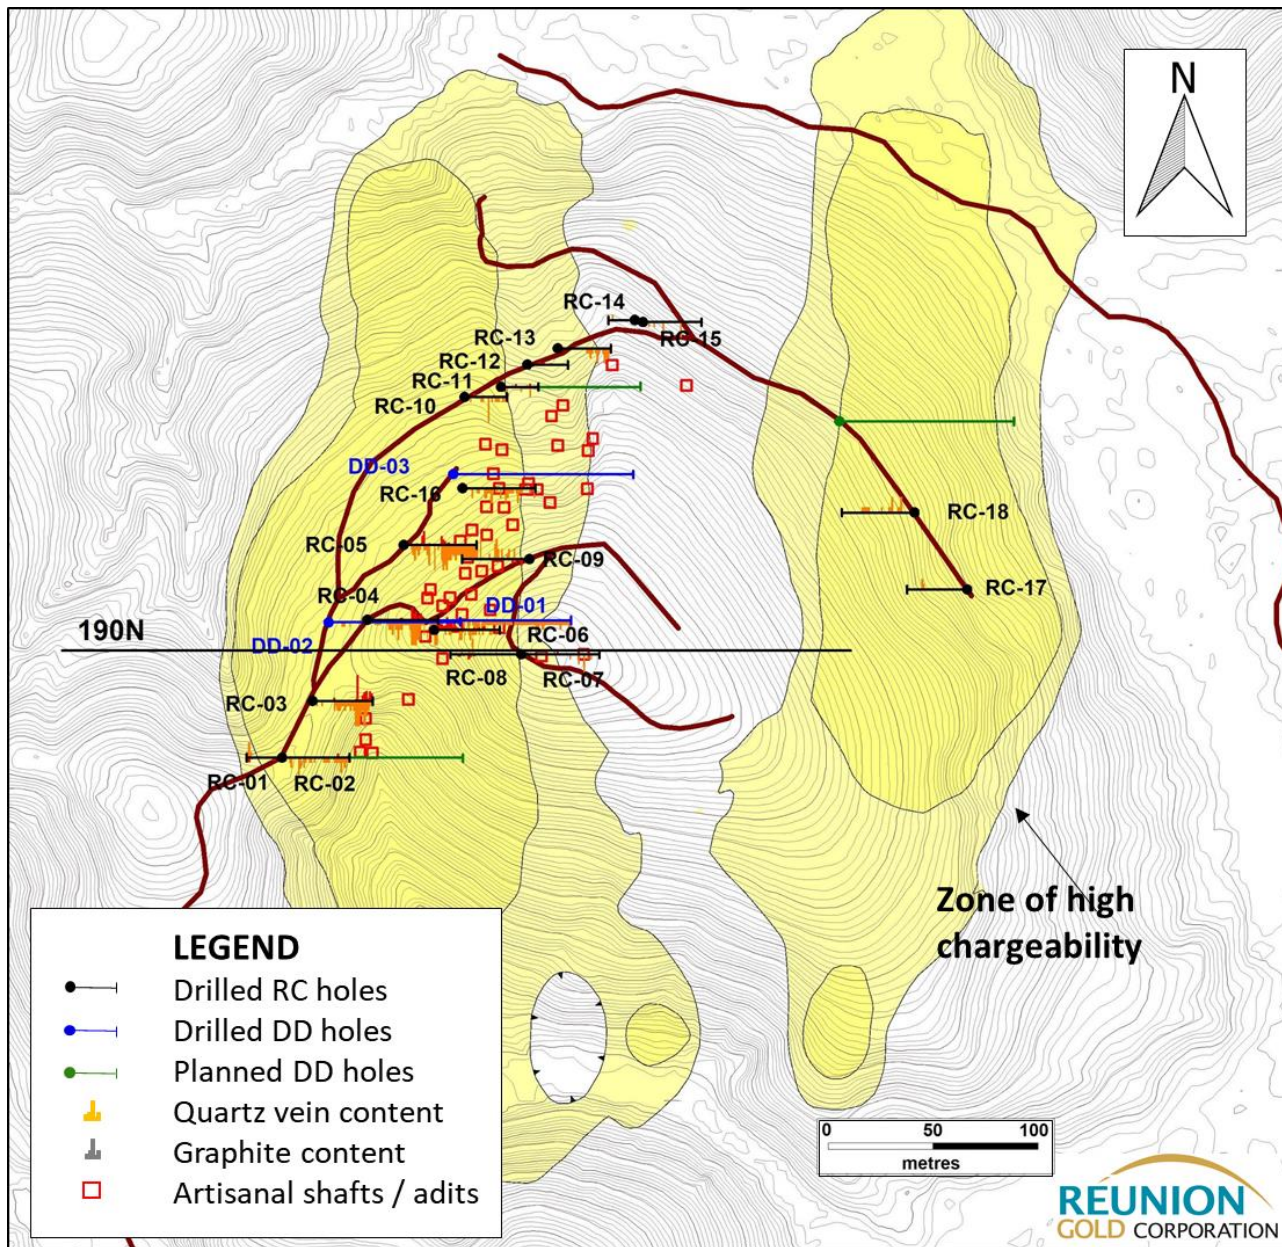 N
RC-14
RC-13
RC-15
RC-12
RC-11
RC-10
DD-03
RC-16
RC-05
RC-09
RC-04
DD-01
190N
DD-02
RC-06
RC-08
RC-07
RC-03
RC-01
RC-02
RC-18
RC-17
Zone of high
chargeability
LEGEND
Drilled RC holes
Drilled DD holes
Planned DD holes
Quartz vein content
Graphite content
Artisanal shafts / adits
0 50 100
metres
REUNION
GOLD CORPORATION